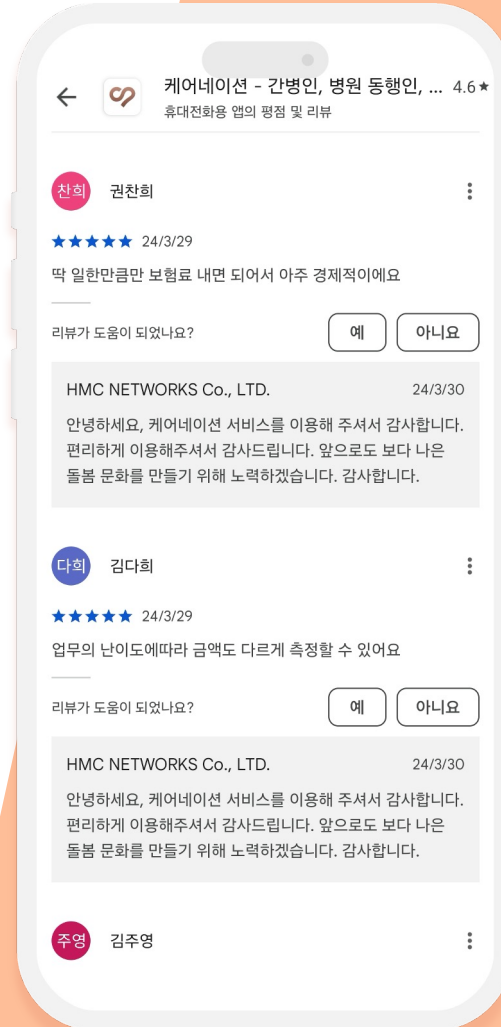 케어네이션 - 간병인, 병원 동행인, ... 4.6★
휴대전화용 앱의 평점 및 리뷰
찬희 권찬희
★★★★★ 24/3/29
딱 일한만큼만 보험료 내면 되어서 아주 경제적이에요
리뷰가 도움이 되었나요? 예 아니요
HMC NETWORKS Co., LTD. 24/3/30
안녕하세요, 케어네이션 서비스를 이용해 주셔서 감사합니다.
편리하게 이용해주셔서 감사드립니다. 앞으로도 보다 나은
돌봄 문화를 만들기 위해 노력하겠습니다. 감사합니다.
다희 김다희
★★★★★ 24/3/29
업무의 난이도에따라 금액도 다르게 측정할 수 있어요
리뷰가 도움이 되었나요? 예 아니요
HMC NETWORKS Co., LTD. 24/3/30
안녕하세요, 케어네이션 서비스를 이용해 주셔서 감사합니다.
편리하게 이용해주셔서 감사드립니다. 앞으로도 보다 나은
돌봄 문화를 만들기 위해 노력하겠습니다. 감사합니다.
주영 김주영